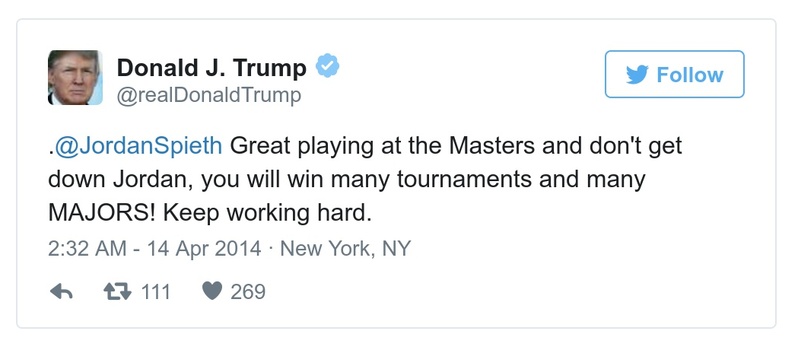 Donald J. Trump
@realDonaldTrump
Follow
.@JordanSpieth Great playing at the Masters and don't get
down Jordan, you will win many tournaments and many
MAJORS! Keep working hard.
2:32 AM - 14 Apr 2014 · New York, NY
111 269